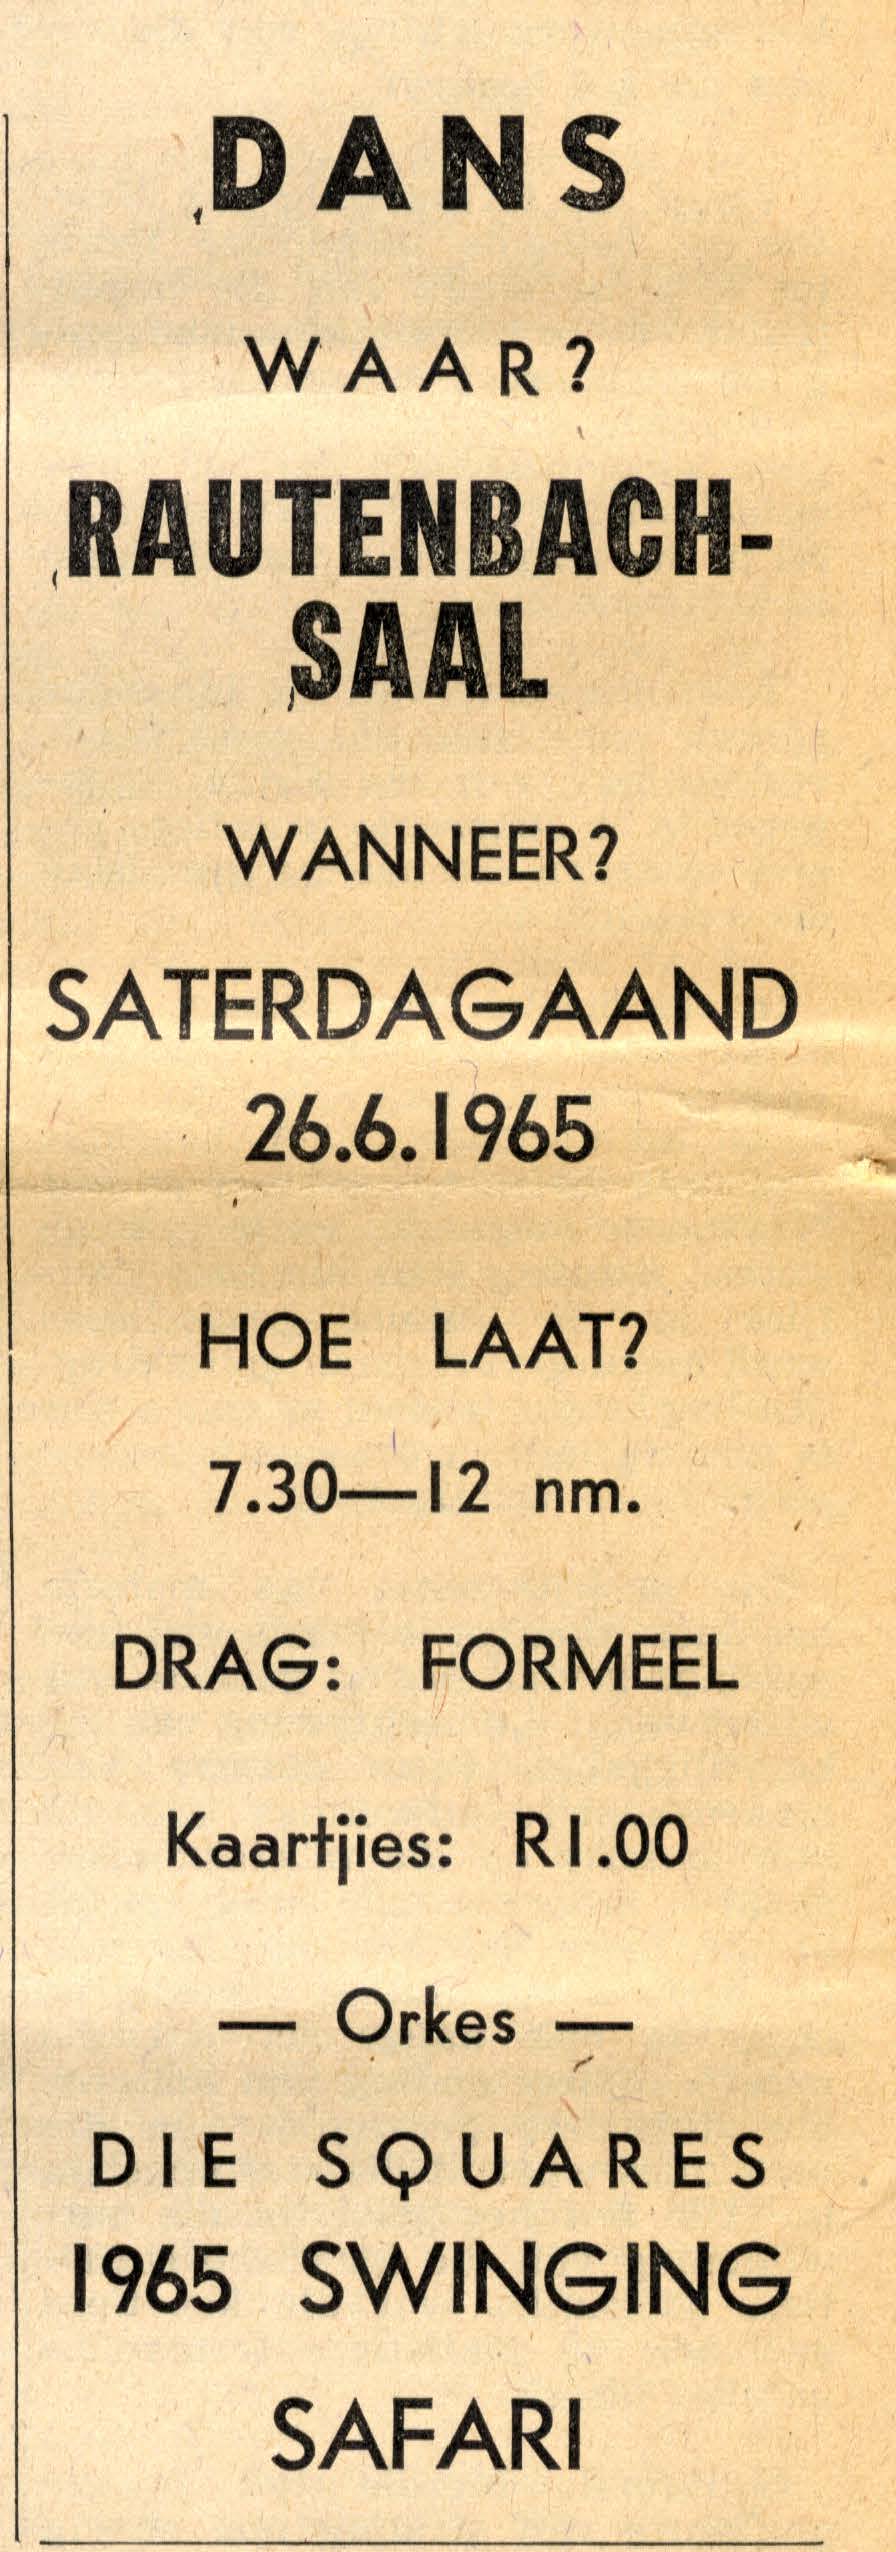 DANS
WAAR?
RAUTENBACH-
SAAL
WANNEER?
SATERDAGAAND
26.6.1965
HOE LAAT?
7.30—12 nm.
DRAG: FORMEEL
Kaartjies: R1.00
— Orkes —
DIE SQUARES
1965 SWINGING
SAFARI